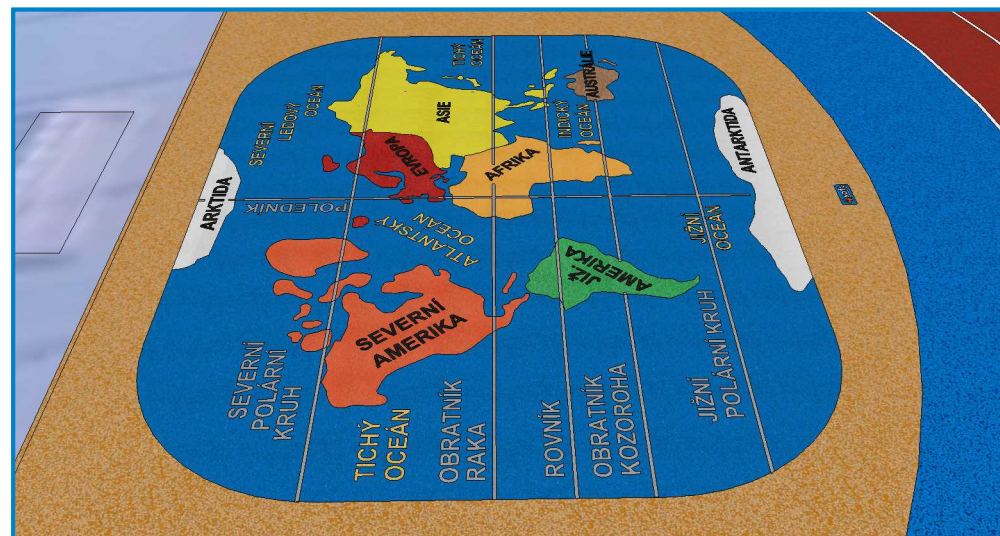 ARKTIDA
SEVERNÍ
LEDOVÝ
OCEÁN
TICHÝ
OCEÁN
ASIE
EVROPA
AFRIKA
INDICKÝ
OCEÁN
AUSTRÁLIE
ANTARKTIDA
POLEDNÍK
ATLANTSKÝ
OCEÁN
JIŽNÍ
OCEÁN
JIŽ
AMERIKA
SEVERNÍ
AMERIKA
SEVERNÍ
POLÁRNÍ
KRUH
TICHÝ
OCEÁN
OBRATNÍK
RAKA
ROVNÍK
OBRATNÍK
KOZOROHA
JIŽNÍ
POLÁRNÍ KRUH